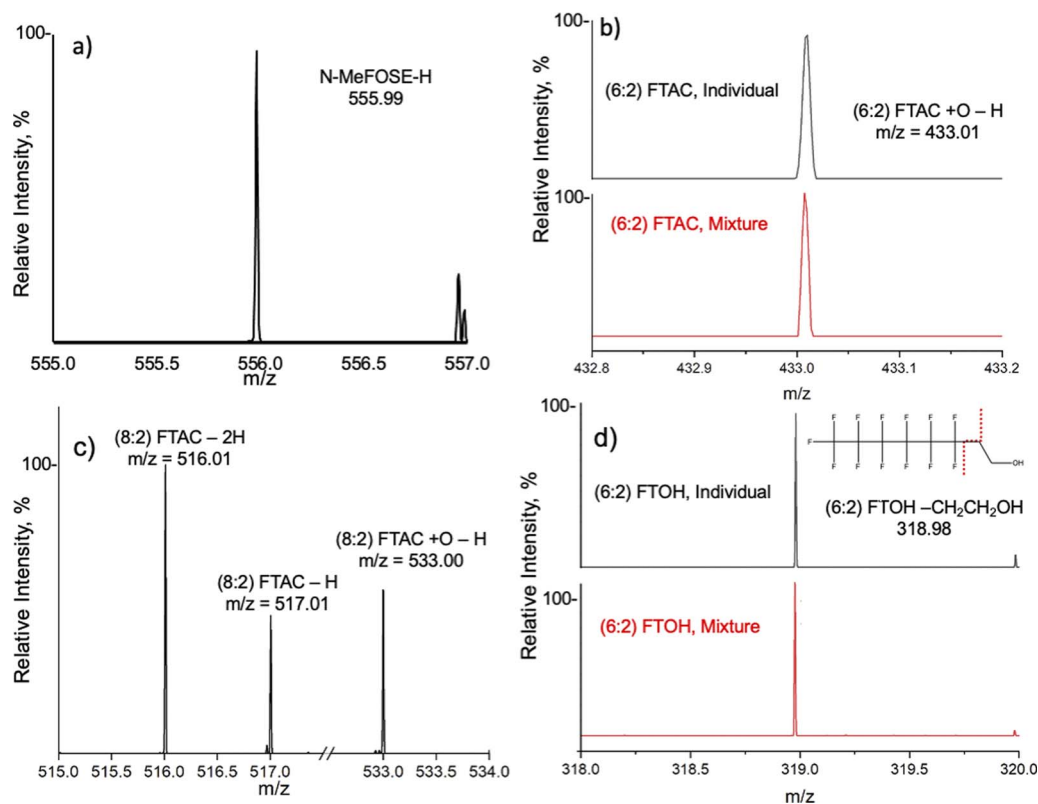 a)
100-
Relative Intensity, %
N-MeFOSE-H
555.99
555.0 555.5 556.0 556.5 557.0
m/z
b)
100-
Relative Intensity, %
(6:2) FTAC, Individual
(6:2) FTAC +O – H
m/z = 433.01
100-
(6:2) FTAC, Mixture
432.8 432.9 433.0 433.1 433.2
m/z
c)
100-
Relative Intensity, %
(8:2) FTAC – 2H
m/z = 516.01
(8:2) FTAC – H
m/z = 517.01
(8:2) FTAC +O – H
m/z = 533.00
515.0 515.5 516.0 516.5 517.0 533.0 533.5 534.0
m/z
d)
100-
Relative Intensity, %
F F F F F F
F
F F F F F F
OH
(6:2) FTOH, Individual
(6:2) FTOH –CH₂CH₂OH
318.98
100-
(6:2) FTOH, Mixture
318.0 318.5 319.0 319.5 320.0
m/z